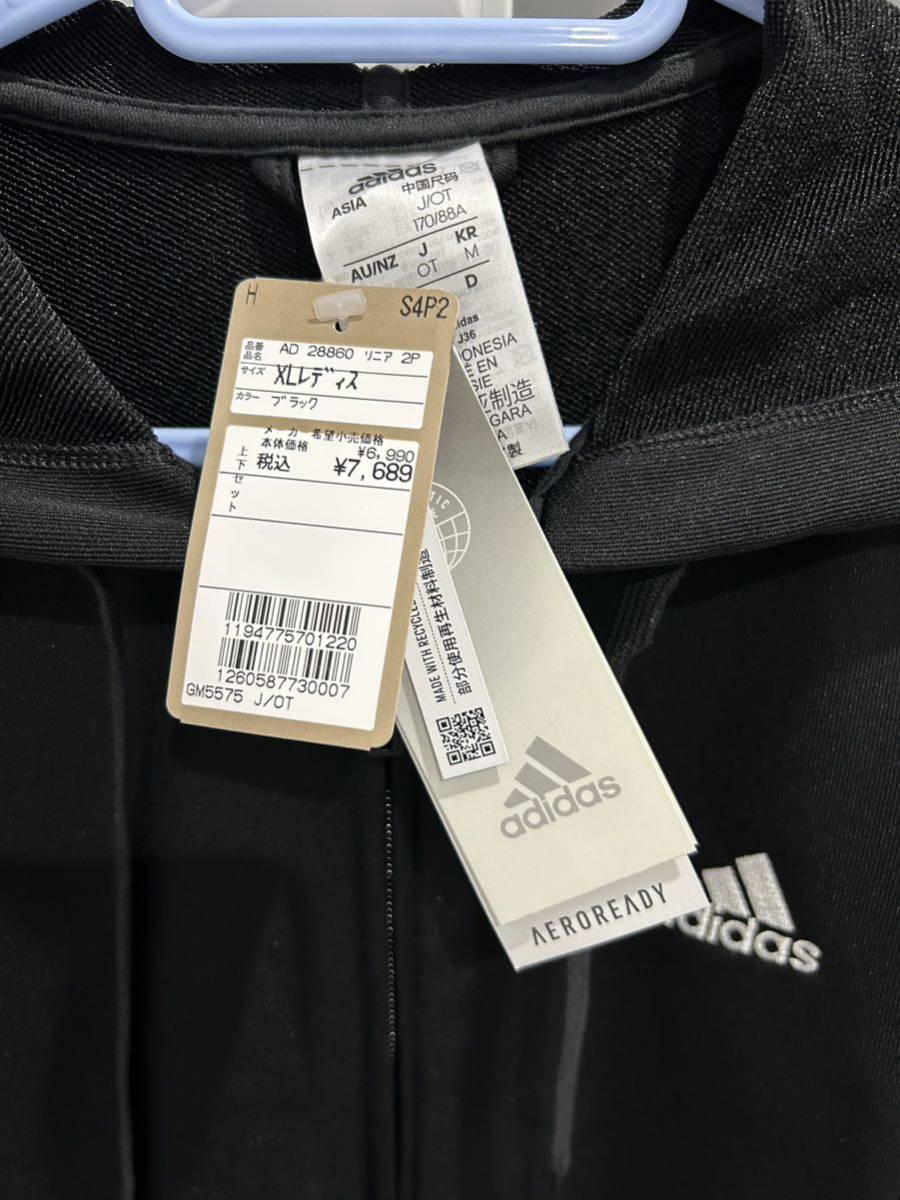 adidas
ASIA 中国尺码
J/OT J/OT
170/88A
AU/NZ J KR
OT M
D
J36
制造
製
H S4P2
品番
品名 AD 28860 リニア 2P
サイズ XLレディス
カラー ブラック
メーカー希望小売価格
本体価格 ¥6,990
税込 ¥7,689
上下セット
1194775701220
1260587730007
GM5575 J/OT
MADE WITH RECYCLED
部分使用再生材料制造
adidas
AEROREADY
adidas